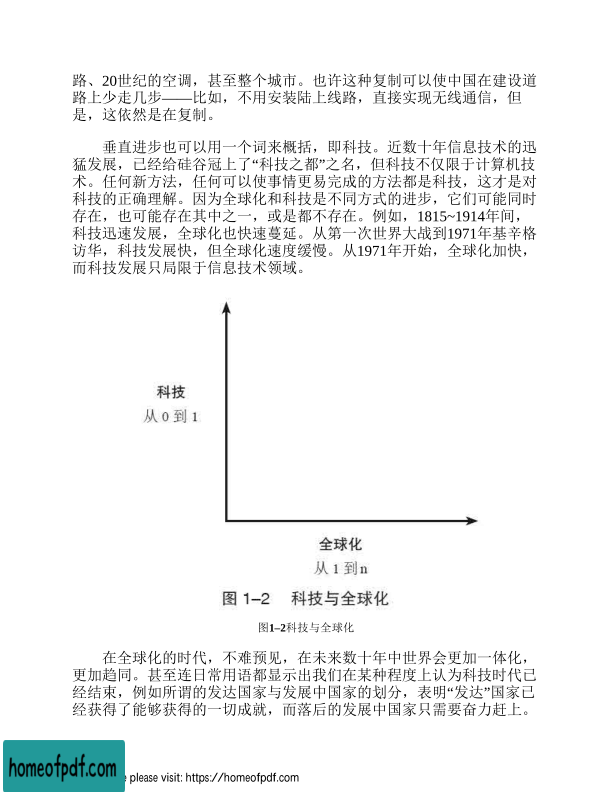 路、20世纪的空调，甚至整个城市。也许这种复制可以使中国在建设道
路上少走几步——比如，不用安装陆上线路，直接实现无线通信，但
是，这依然是在复制。
垂直进步也可以用一个词来概括，即科技。近数十年信息技术的迅
猛发展，已经给硅谷冠上了“科技之都”之名，但科技不仅限于计算机技
术。任何新方法，任何可以使事情更易完成的方法都是科技，这才是对
科技的正确理解。因为全球化和科技是不同方式的进步，它们可能同时
存在，也可能存在其中之一，或是都不存在。例如，1815~1914年间，
科技迅速发展，全球化也快速蔓延。从第一次世界大战到1971年基辛格
访华，科技发展快，但全球化速度缓慢。从1971年开始，全球化加快，
而科技发展只局限于信息技术领域。
科技
从 0 到 1
全球化
从 1 到 n
图 1–2 科技与全球化
图1–2科技与全球化
在全球化的时代，不难预见，在未来数十年中世界会更加一体化，
更加趋同。甚至连日常用语都显示出我们在某种程度上认为科技时代已
经结束，例如所谓的发达国家与发展中国家的划分，表明“发达”国家已
经获得了能够获得的一切成就，而落后的发展中国家只需要奋力赶上。
homeofpdf.com
please visit: https://homeofpdf.com